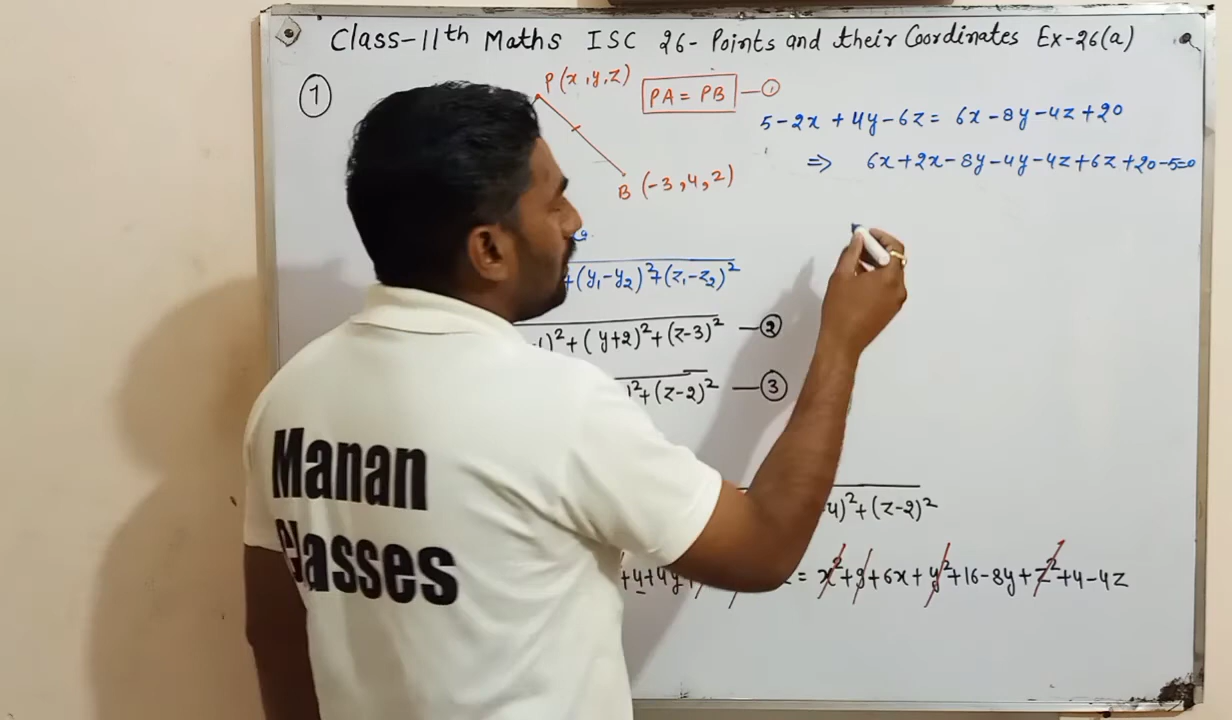 Class-11th Maths ISC 26- Points and their Coordinates Ex-26(a)
1
P(x,y,z)
PA = PB —①
B (-3,4,2)
5-2x+4y-6z = 6x-8y-4z+20
=> 6x+2x-8y-4y-4z+6z+20-5=0
+(y₁-y₂)²+(z₁-z₂)²
)²+(y+2)²+(z-3)² —②
)²+(z-2)² —③
4)²+(z-2)²
+4+4y = x²+9+6x+y²+16-8y+z²+4-4z
Manan
Classes